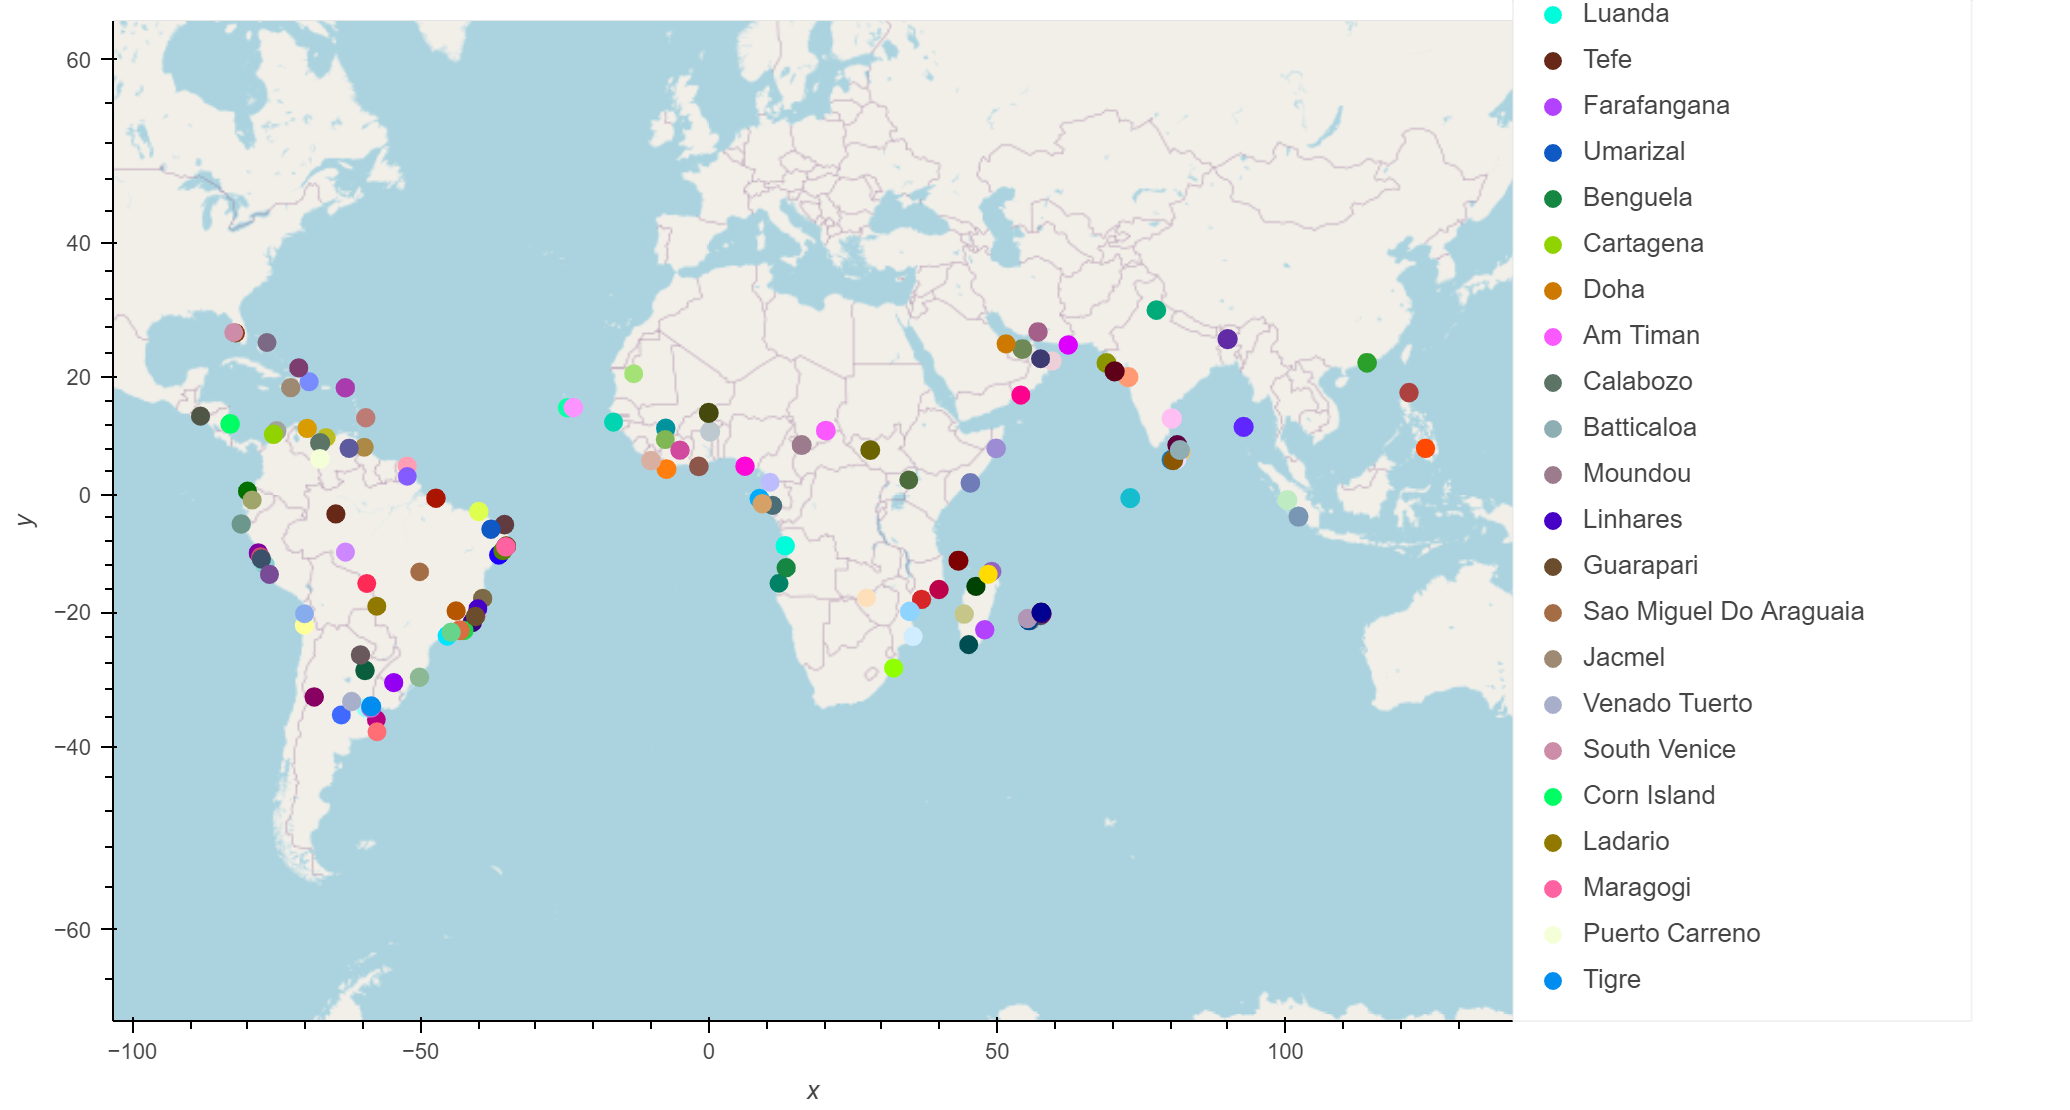 Luanda
Tefe
Farafangana
Umarizal
Benguela
Cartagena
Doha
Am Timan
Calabozo
Batticaloa
Moundou
Linhares
Guarapari
Sao Miguel Do Araguaia
Jacmel
Venado Tuerto
South Venice
Corn Island
Ladario
Maragogi
Puerto Carreno
Tigre
60
40
20
0
−20
−40
−60
y
−100 −50 0 50 100
x